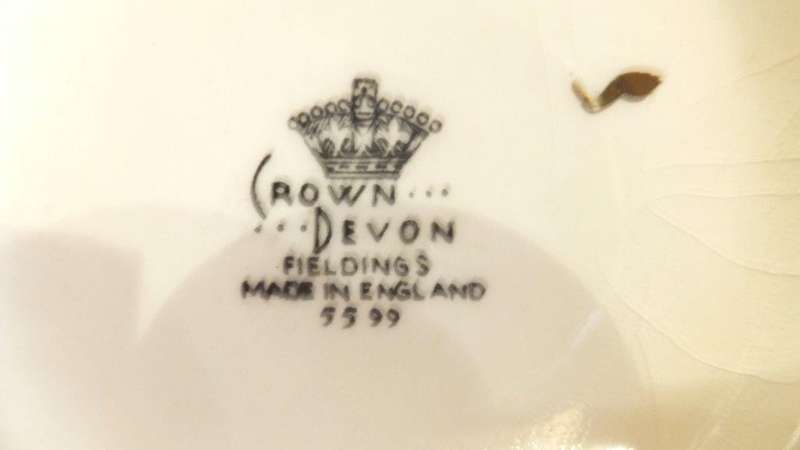 CROWN...
...DEVON
FIELDINGS
MADE IN ENGLAND
5599